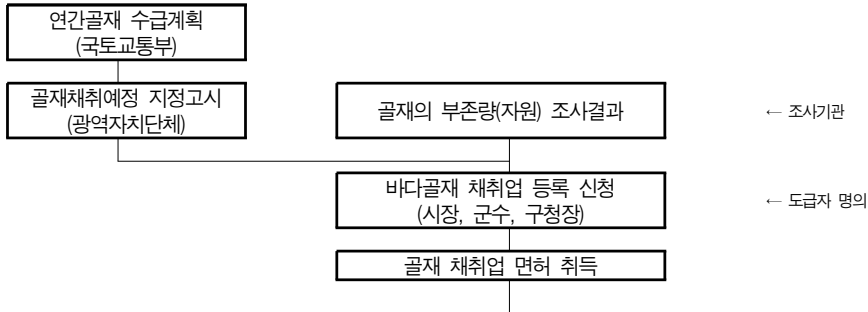 연간골재 수급계획
(국토교통부)
골재채취예정 지정고시
(광역자치단체)
골재의 부존량(자원) 조사결과
← 조사기관
바다골재 채취업 등록 신청
(시장, 군수, 구청장)
← 도급자 명의
골재 채취업 면허 취득